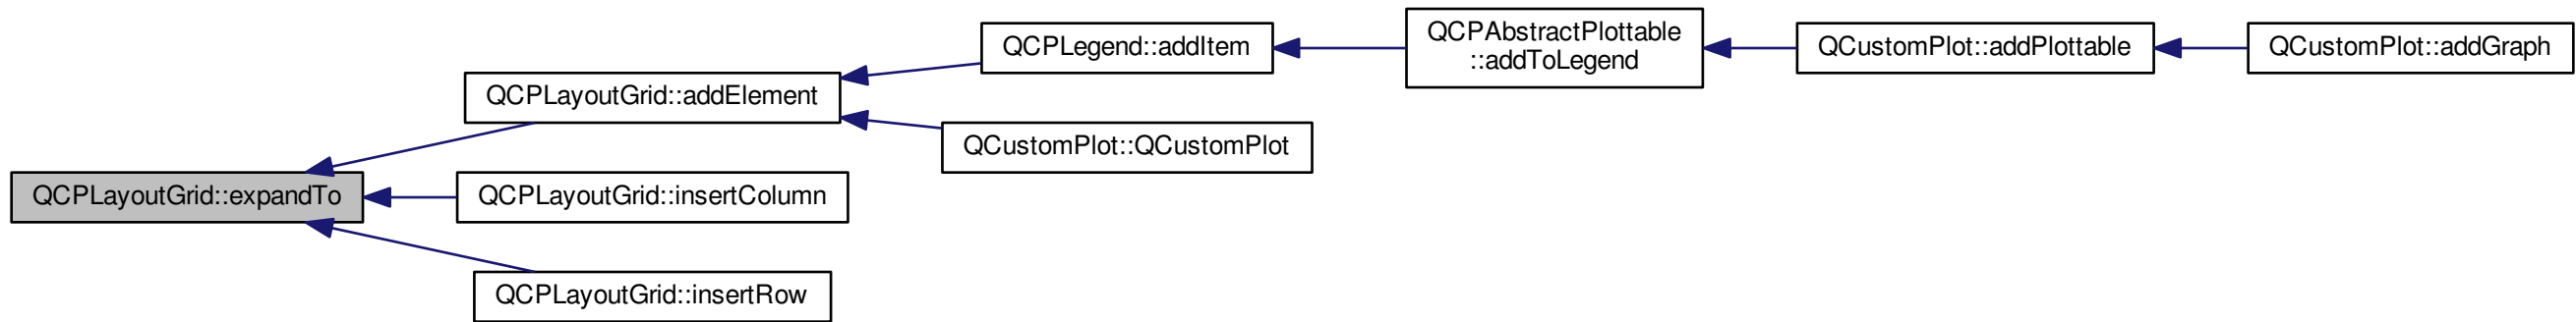 QCPLayoutGrid::expandTo
QCPLayoutGrid::addElement
QCPLegend::addItem
QCPAbstractPlottable
::addToLegend
QCustomPlot::addPlottable
QCustomPlot::addGraph
QCustomPlot::QCustomPlot
QCPLayoutGrid::insertColumn
QCPLayoutGrid::insertRow